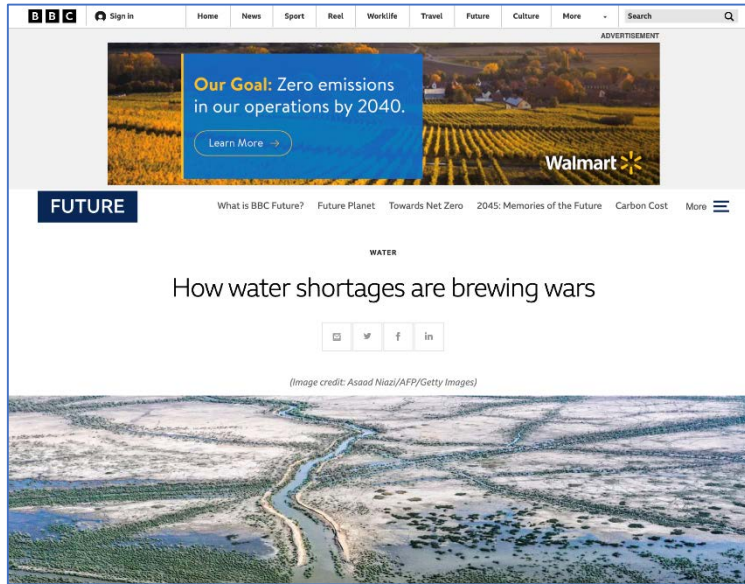 BBC Sign in Home News Sport Reel Worklife Travel Future Culture More Search
ADVERTISEMENT
Our Goal: Zero emissions
in our operations by 2040.
Learn More →
Walmart
FUTURE What is BBC Future? Future Planet Towards Net Zero 2045: Memories of the Future Carbon Cost More
WATER
How water shortages are brewing wars
f in
(Image credit: Asaad Niazi/AFP/Getty Images)